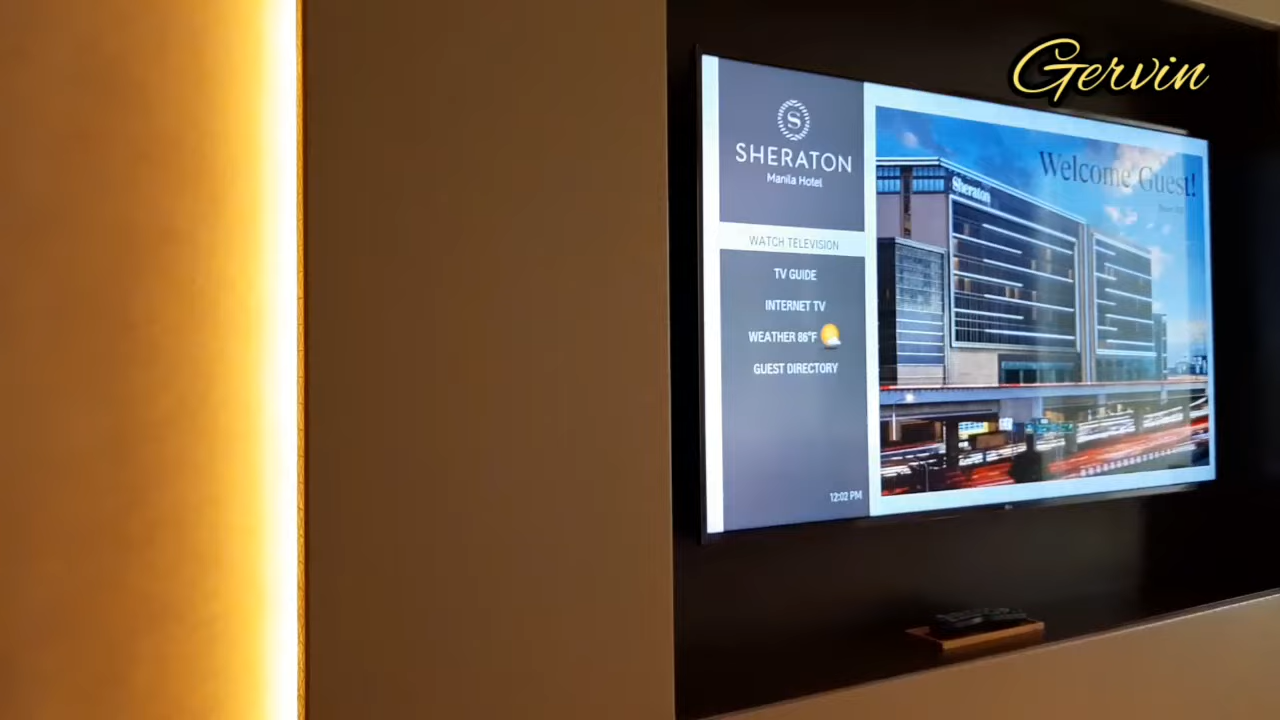 Gervin
S
SHERATON
Manila Hotel
WATCH TELEVISION
TV GUIDE
INTERNET TV
WEATHER 86°F
GUEST DIRECTORY
12:02 PM
Welcome Guest!
Sheraton